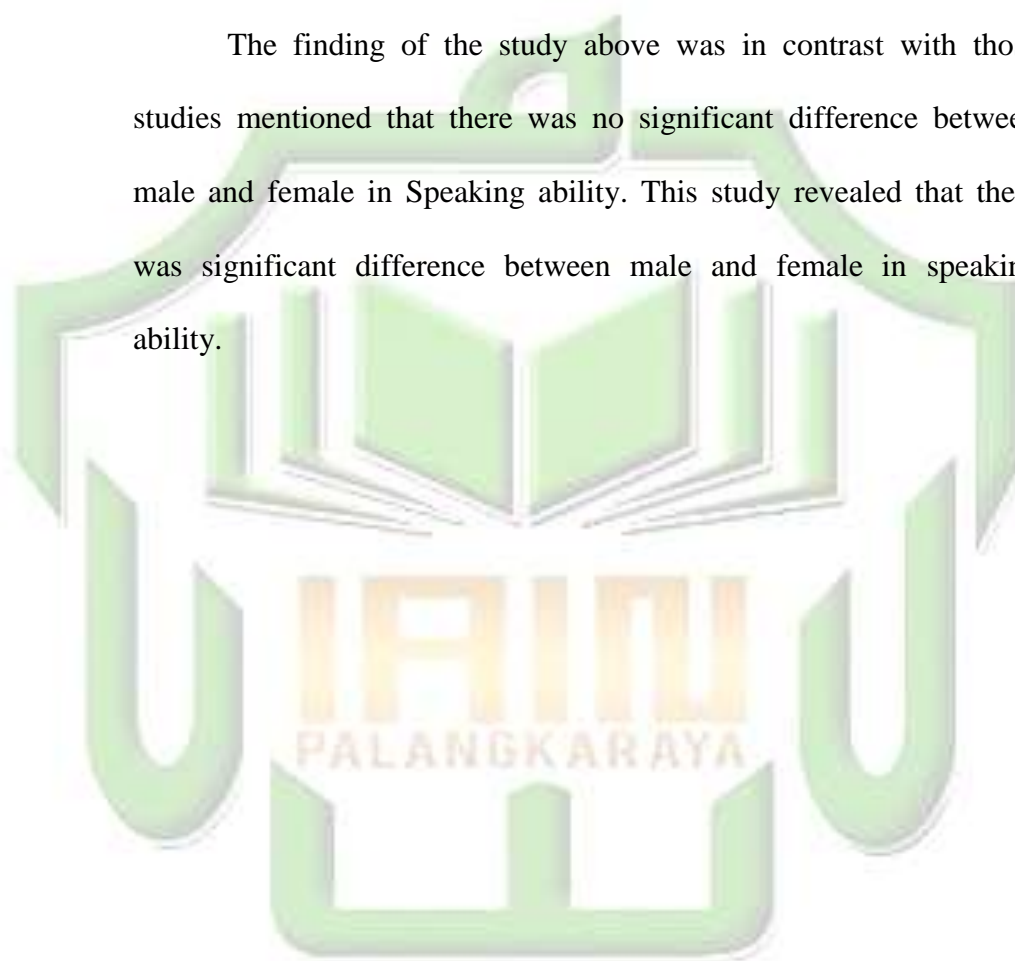 The finding of the study above was in contrast with tho
studies mentioned that there was no significant difference betwee
male and female in Speaking ability. This study revealed that the
was significant difference between male and female in speakin
ability.
IAIN
PALANGKARAYA